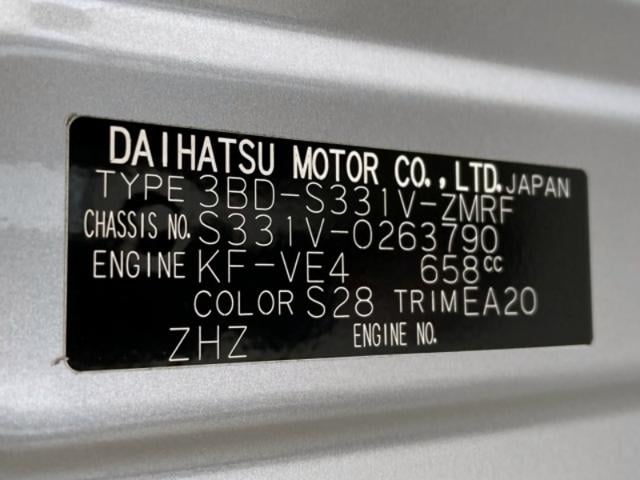 DAIHATSU MOTOR CO., LTD. JAPAN
TYPE 3BD-S331V-ZMRF
CHASSIS NO. S331V-0263790
ENGINE KF-VE4 658cc
COLOR S28 TRIM EA20
ZHZ ENGINE NO.